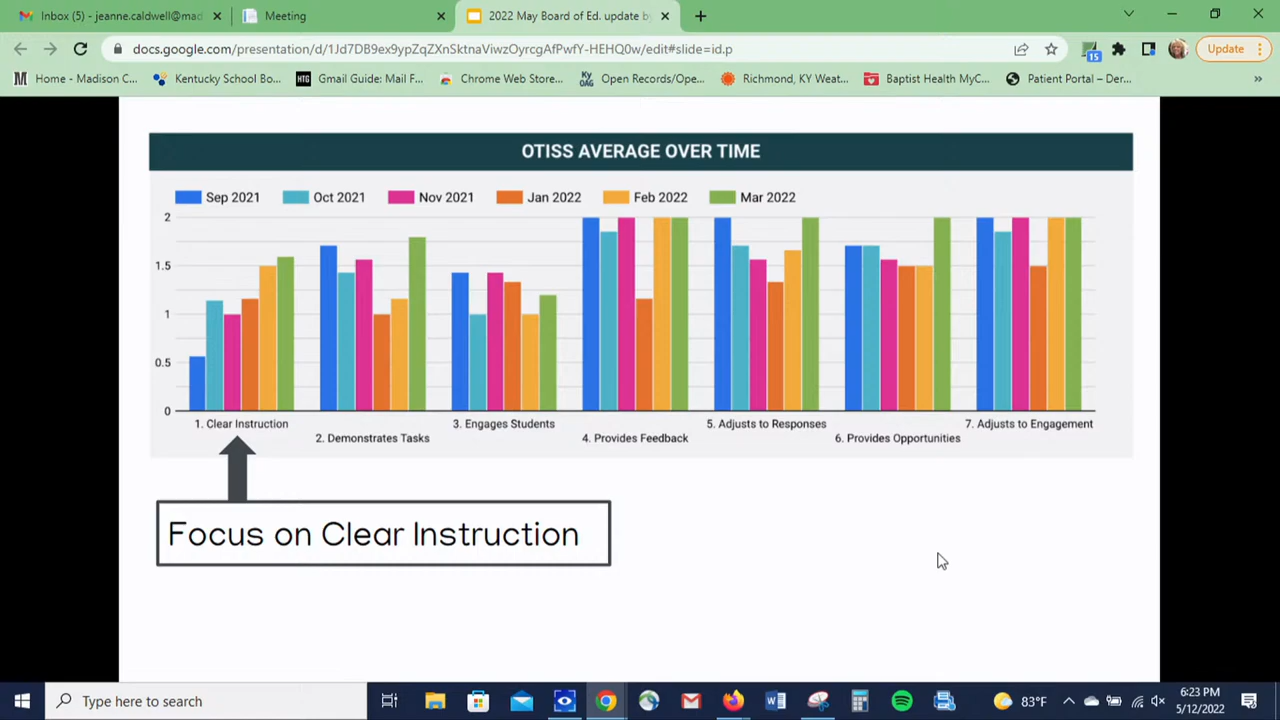 Inbox (5) - jeanne.caldwell@mad
Meeting
2022 May Board of Ed. update b
docs.google.com/presentation/d/1Jd7DB9ex9ypZqZXnSktnaViwzOyrcgAfPwfY-HEHQ0w/edit#slide=id.p
15
Update
Home - Madison C...
Kentucky School Bo...
HTG
Gmail Guide: Mail F...
Chrome Web Store...
Open Records/Ope...
Richmond, KY Weat...
Baptist Health MyC...
Patient Portal – Der...
OTISS AVERAGE OVER TIME
Sep 2021
Oct 2021
Nov 2021
Jan 2022
Feb 2022
Mar 2022
2
1.5
1
0.5
0
1. Clear Instruction
2. Demonstrates Tasks
3. Engages Students
4. Provides Feedback
5. Adjusts to Responses
6. Provides Opportunities
7. Adjusts to Engagement
Focus on Clear Instruction
Type here to search
83°F
6:23 PM
5/12/2022